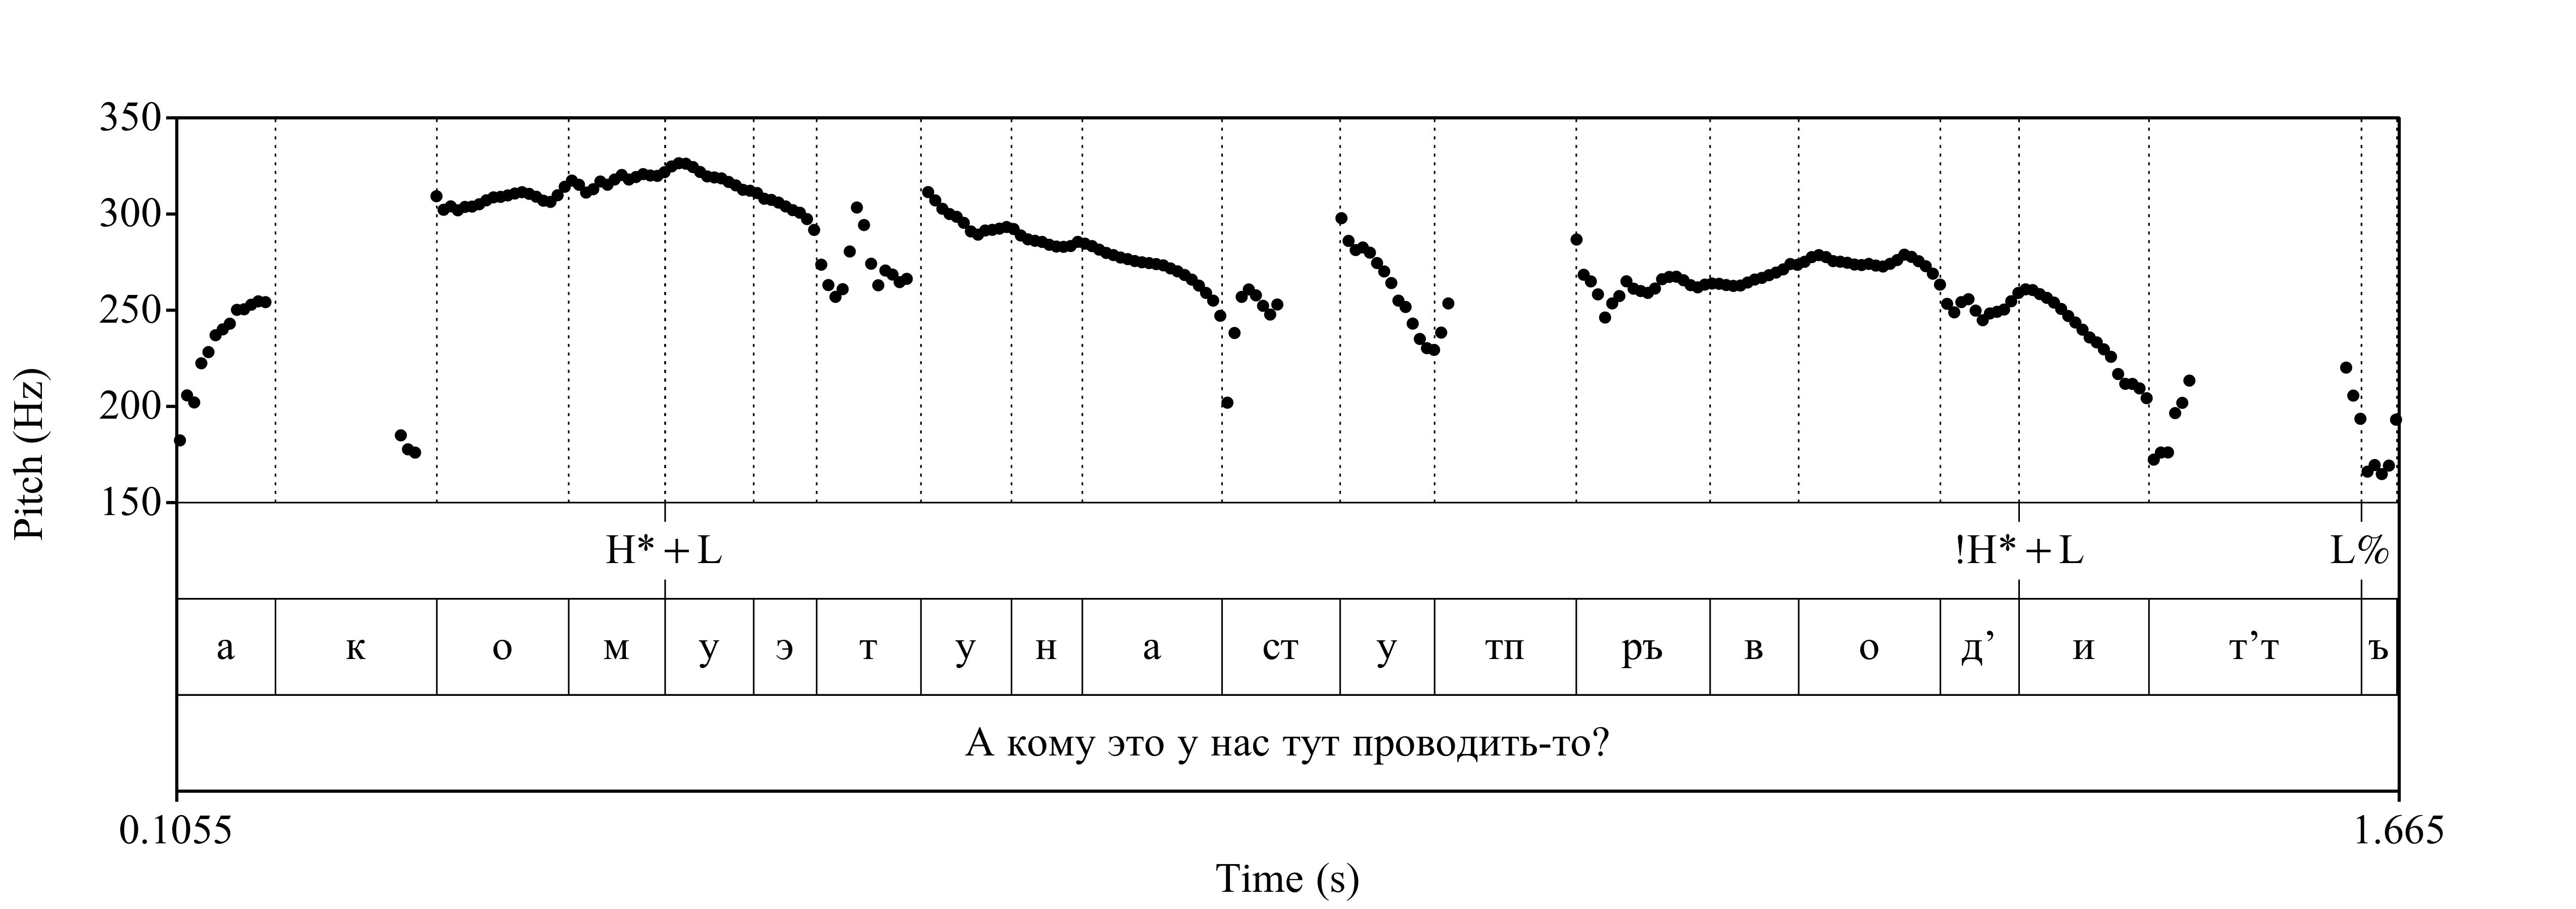 350
300
250
200
150
Pitch (Hz)
H* + L !H* + L L%
а к о м у э т у н а ст у тп ръ в о д’ и т’т ъ
А кому это у нас тут проводить-то?
0.1055 1.665
Time (s)